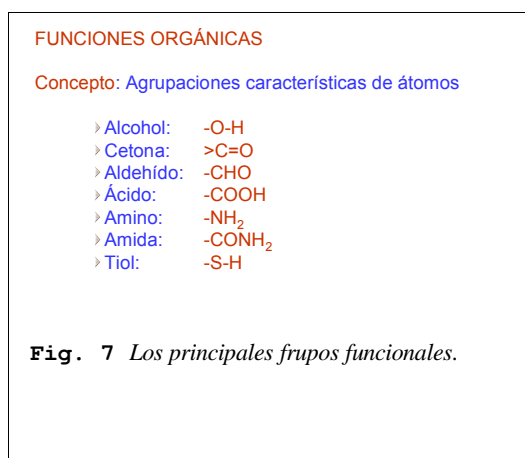 FUNCIONES ORGÁNICAS
Concepto: Agrupaciones características de átomos
Alcohol: -O-H
Cetona: >C=O
Aldehído: -CHO
Ácido: -COOH
Amino: -NH₂
Amida: -CONH₂
Tiol: -S-H
Fig. 7 Los principales frupos funcionales.